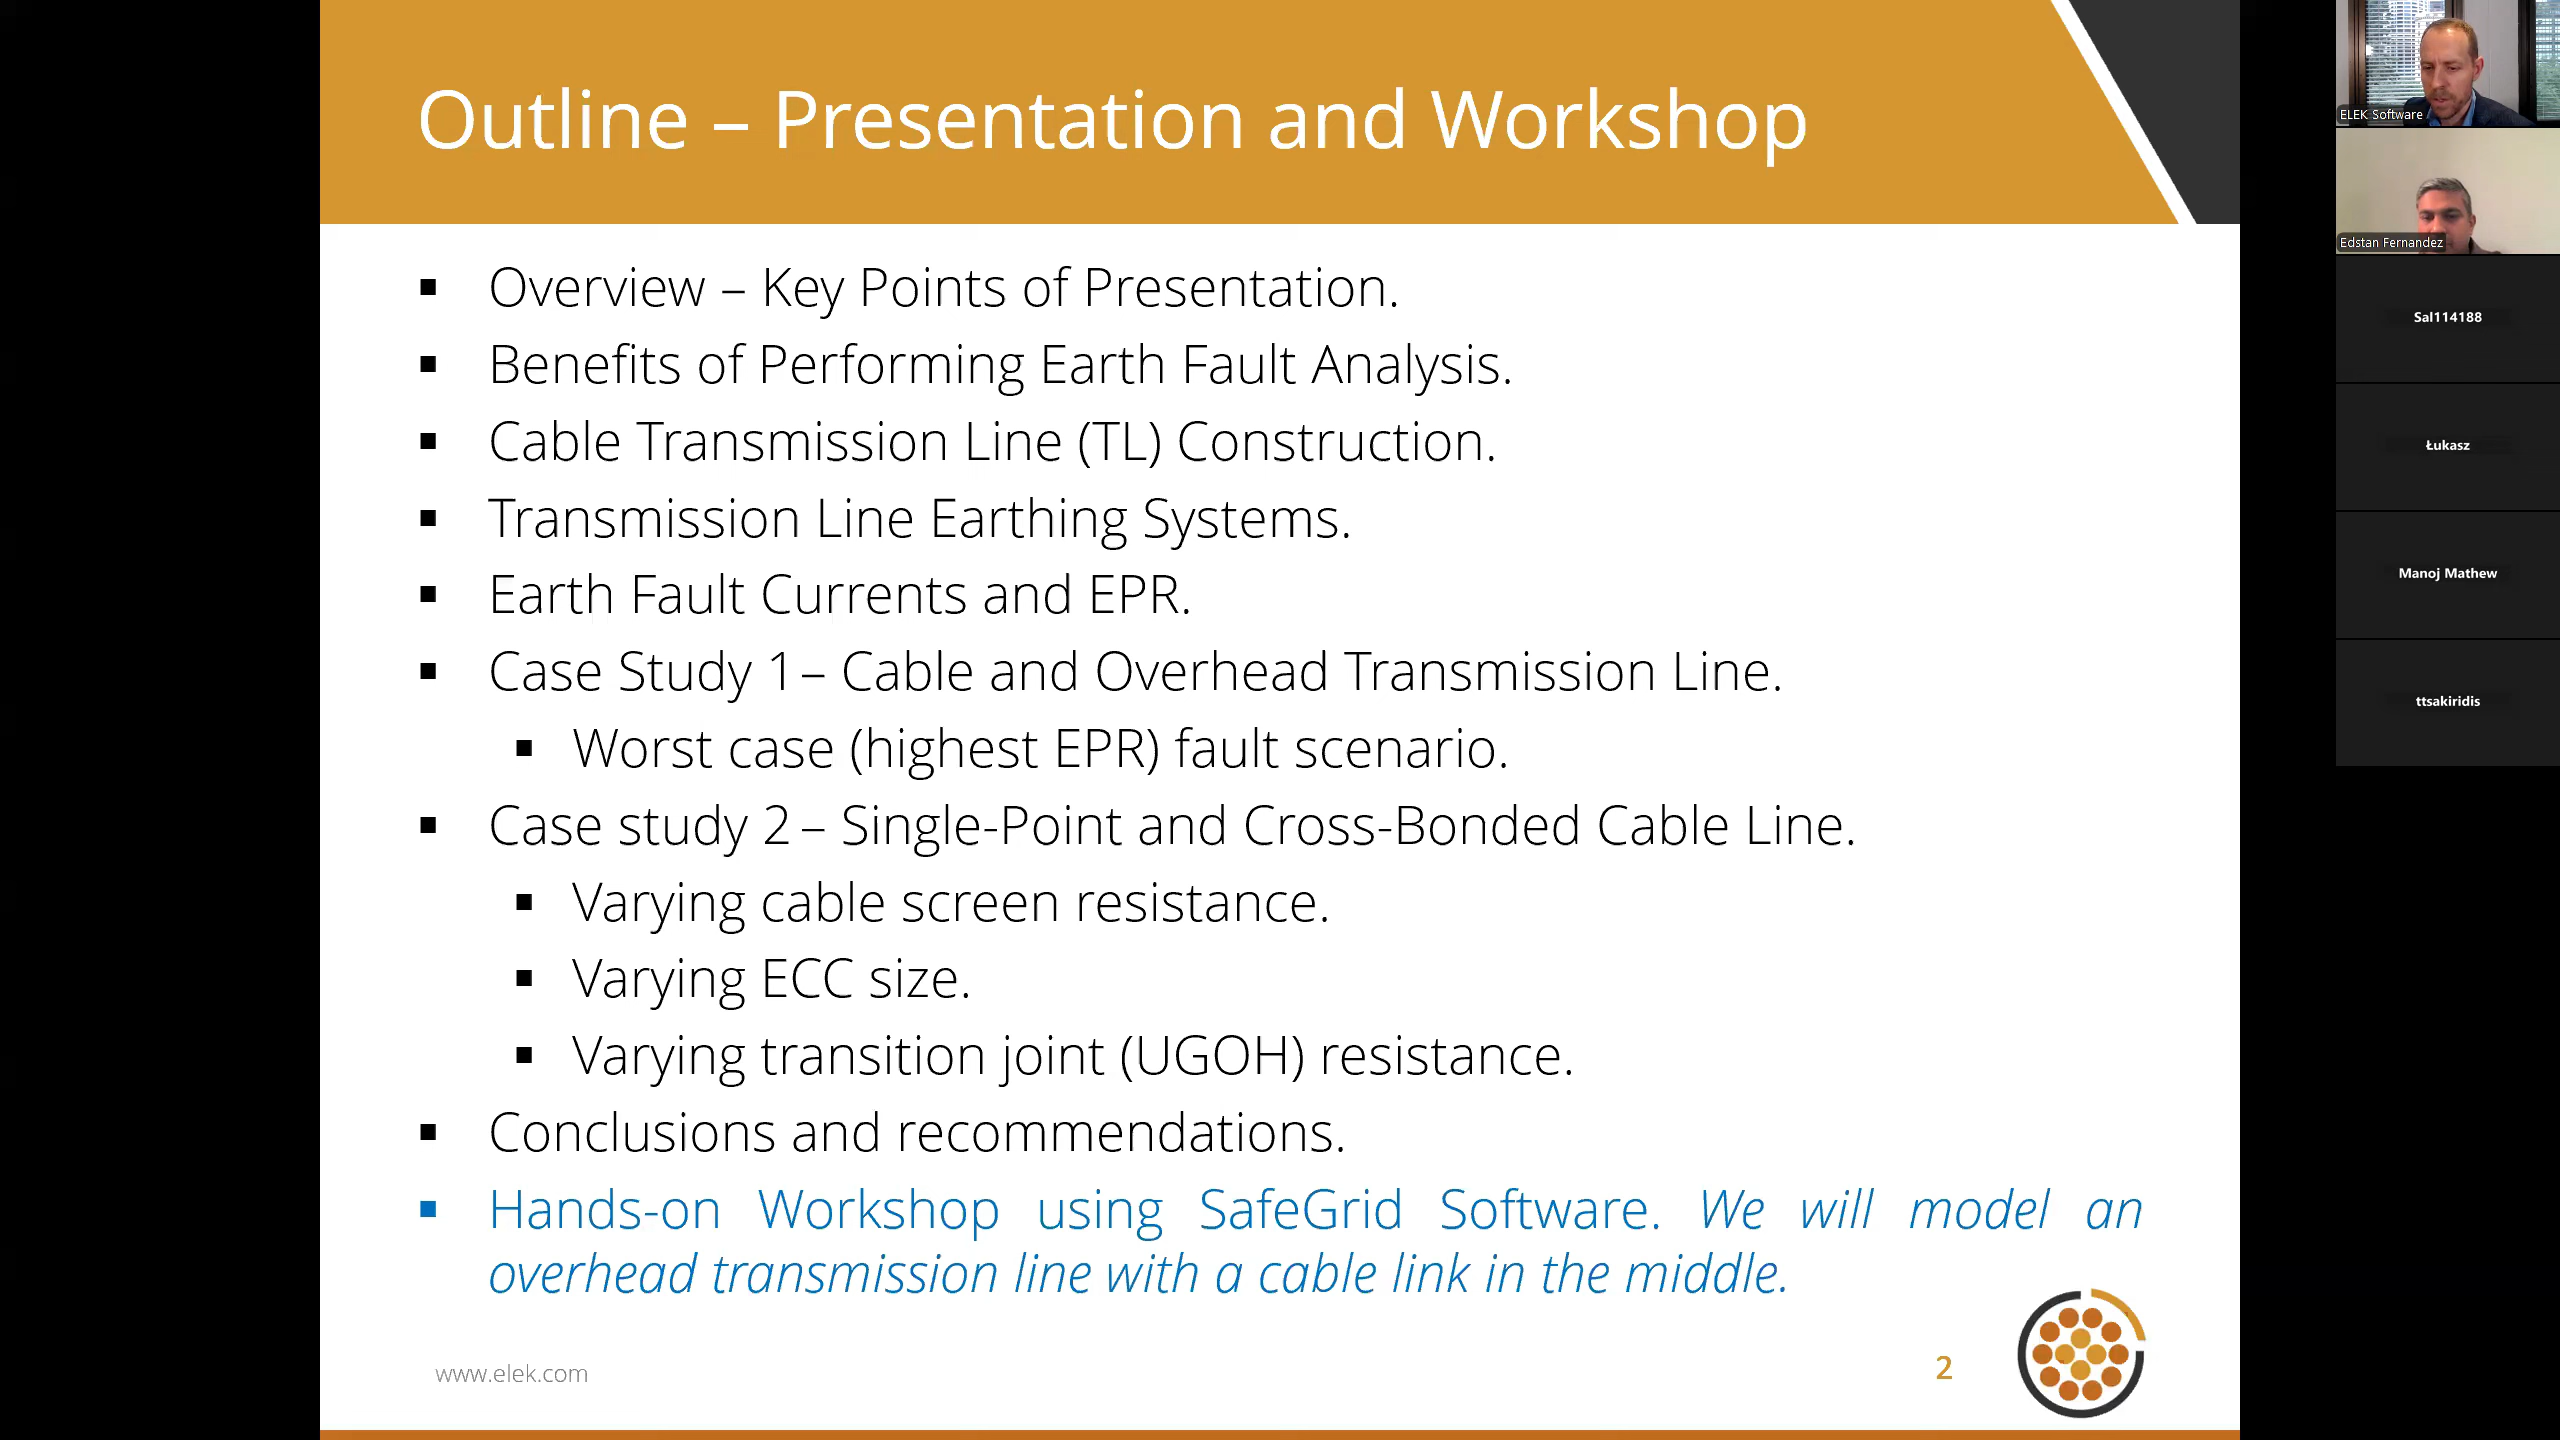 Outline – Presentation and Workshop
▪ Overview – Key Points of Presentation.
▪ Benefits of Performing Earth Fault Analysis.
▪ Cable Transmission Line (TL) Construction.
▪ Transmission Line Earthing Systems.
▪ Earth Fault Currents and EPR.
▪ Case Study 1 – Cable and Overhead Transmission Line.
▪ Worst case (highest EPR) fault scenario.
▪ Case study 2 – Single-Point and Cross-Bonded Cable Line.
▪ Varying cable screen resistance.
▪ Varying ECC size.
▪ Varying transition joint (UGOH) resistance.
▪ Conclusions and recommendations.
▪ Hands-on Workshop using SafeGrid Software. We will model an
overhead transmission line with a cable link in the middle.
www.elek.com
2
ELEK Software
Edstan Fernandez
Sal114188
Łukasz
Manoj Mathew
ttsakiridis